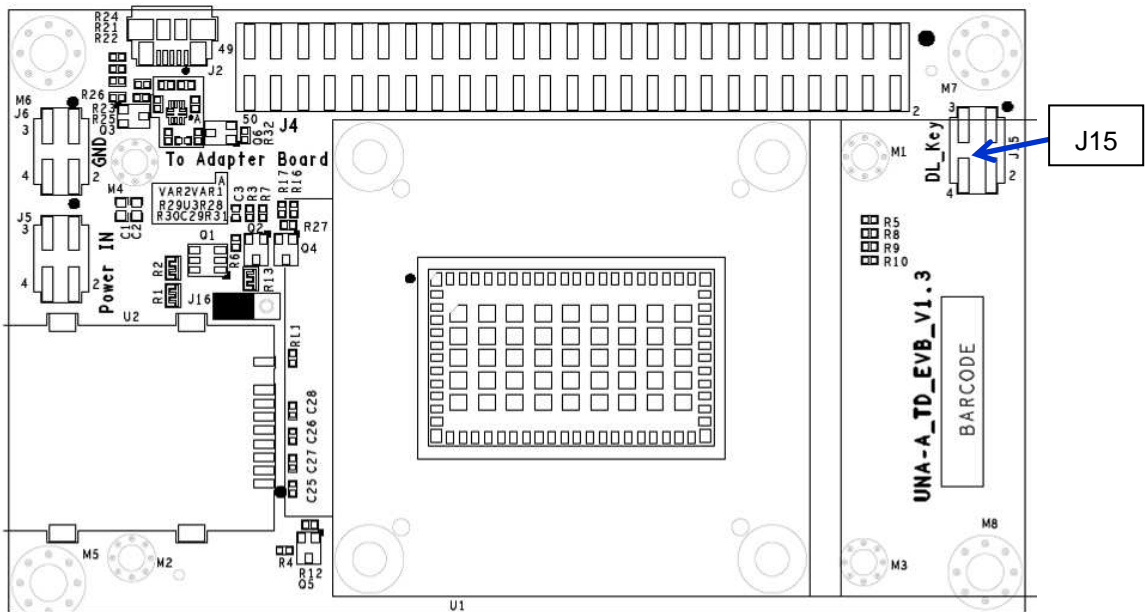 R24
R21
R22
49
J2
M6
J6
3
R26
R23
R25
Q3
A
50
Q6
R32
J4
2
M7
3
J15
J15
DL_Key
4
2
GND
4
2
M4
To Adapter Board
M1
A
VAR2VAR1
R29U3R28
R30C29R31
C3
R3
R7
R17
R16
R27
J5
3
C1
C2
Q1
R6
Q2
Q4
R5
R8
R9
R10
4
2
Power IN
R2
R1
J16
R13
U2
R11
C28
C26
C27
C25
UNA-A_TD_EVB_V1.3
BARCODE
M5
M2
R4
R12
Q5
M3
M8
U1